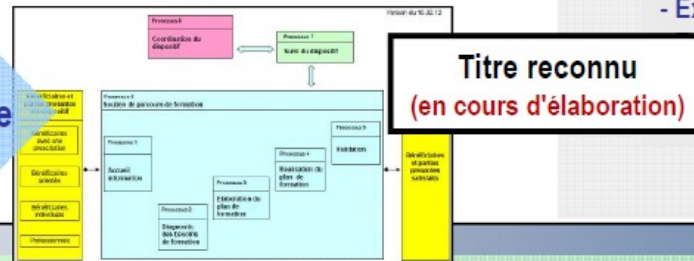 Version du 15.02.12
- Ex
Processus 6
Coordination du
dispositif
Processus 7
Suivi du dispositif
Titre reconnu
(en cours d'élaboration)
e
Bénéficiaires et
Bénéficiaires
avec une
prescription
Bénéficiaires
orientés
Bénéficiaires
individuels
Professionnels
Soutien de parcours de formation
Processus 1
Accueil
information
Processus 2
Diagnostic
des besoins
de formation
Processus 3
Elaboration du
plan de
formation
Processus 4
Réalisation du
plan de
formation
Processus 5
Validation
Bénéficiaires
et parties
prenantes
satisfaits